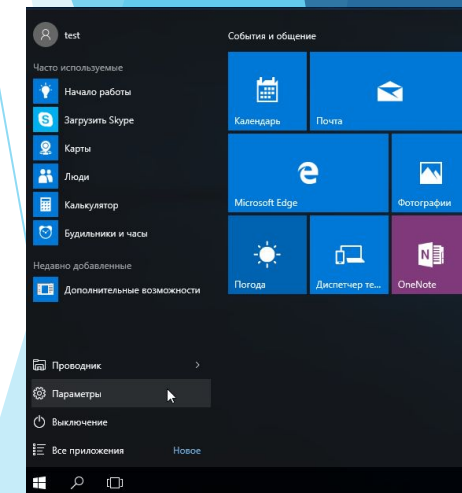 test
Часто используемые
Начало работы
Загрузить Skype
Карты
Люди
Калькулятор
Будильники и часы
Недавно добавленные
Дополнительные возможности
Проводник
Параметры
Выключение
Все приложения Новое
События и общение
Календарь Почта
Microsoft Edge Фотографии
Погода Диспетчер те... OneNote